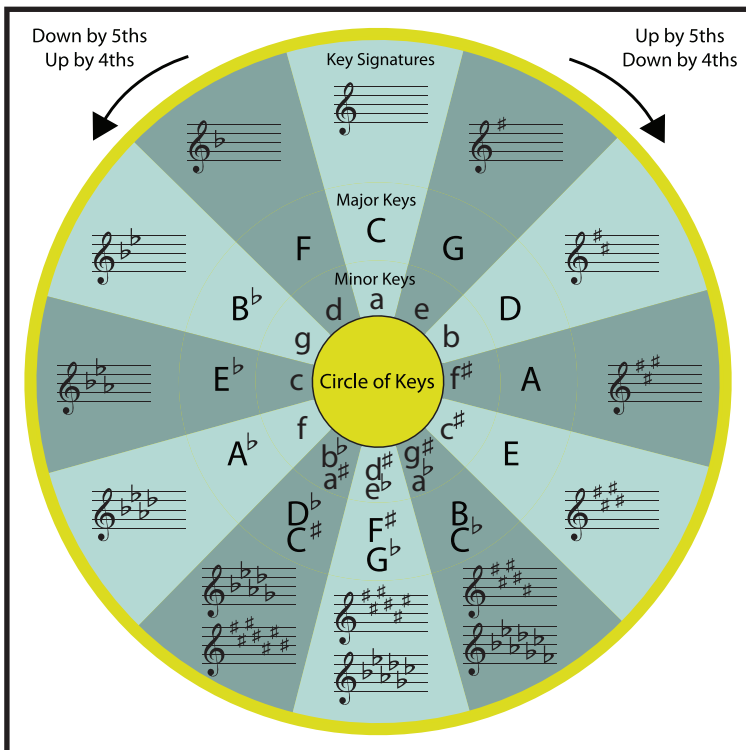 Down by 5ths
Up by 4ths
Up by 5ths
Down by 4ths
Key Signatures
Major Keys
C
G
D
A
E
B
C♭
F♯
G♭
D♭
C♯
A♭
E♭
B♭
F
Minor Keys
a
e
b
f♯
c♯
g♯
a♭
d♯
e♭
b♭
a♯
f
c
g
d
Circle of Keys